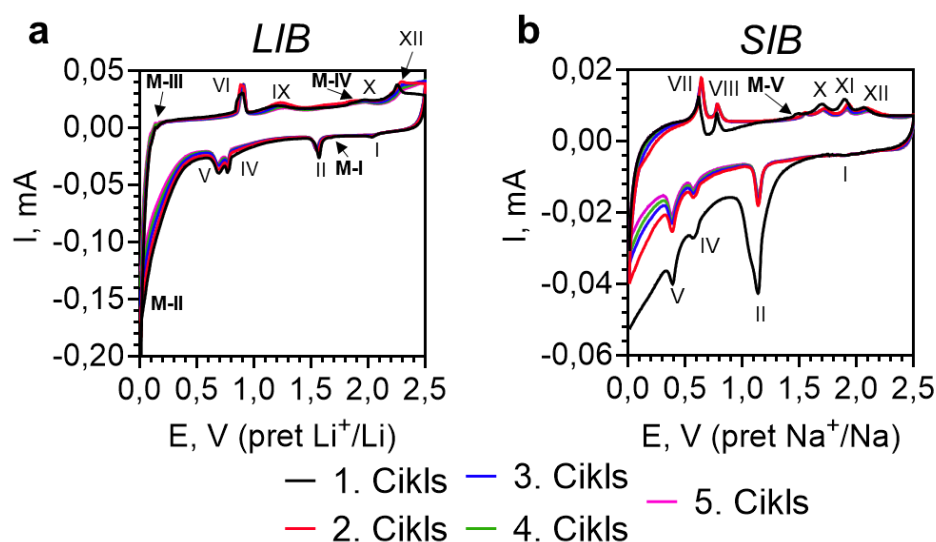 a LIB
XII
0,05
M-III VI IX M-IV X
0,00
V IV II M-I I
-0,05
-0,10
-0,15
M-II
-0,20
I, mA
0,0 0,5 1,0 1,5 2,0 2,5
E, V (pret Li⁺/Li)
b SIB
0,02
VII VIII M-V X XI XII
0,00
I
-0,02
IV
-0,04
V II
-0,06
I, mA
0,0 0,5 1,0 1,5 2,0 2,5
E, V (pret Na⁺/Na)
1. Cikls
2. Cikls
3. Cikls
4. Cikls
5. Cikls